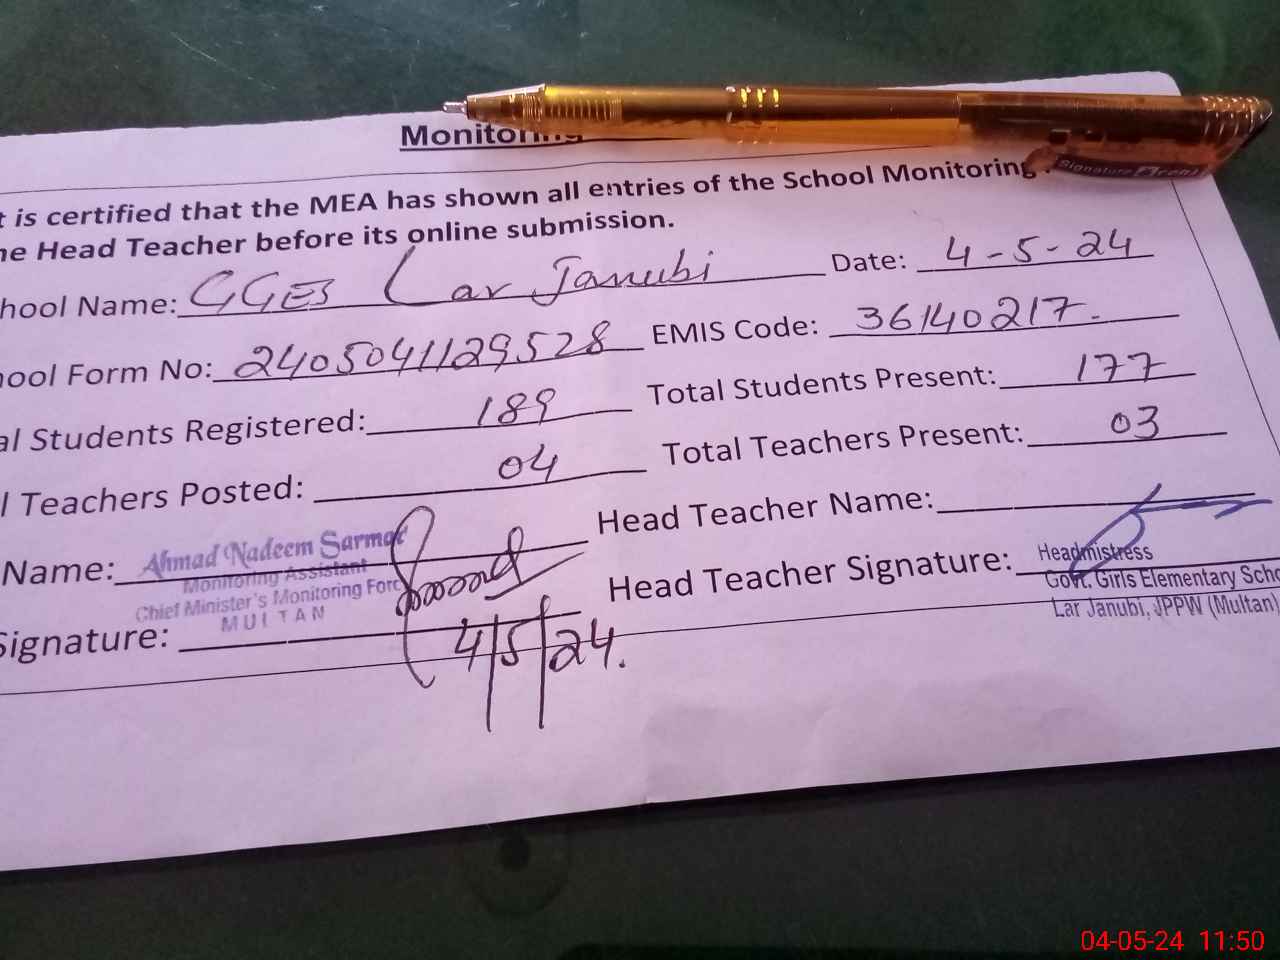 Monitoring
t is certified that the MEA has shown all entries of the School Monitoring
he Head Teacher before its online submission.
hool Name: GGES Lar Janubi Date: 4-5-24
ool Form No: 2405041129528 EMIS Code: 36140217.
al Students Registered: 189 Total Students Present: 177
l Teachers Posted: 04 Total Teachers Present: 03
Name: Head Teacher Name:
Ahmad Nadeem Sarmad
Monitoring Assistant
Chief Minister's Monitoring Forc
MULTAN
Signature: Head Teacher Signature:
4/5/24.
Headmistress
Govt. Girls Elementary Scho
Lar Janubi, JPPW (Multan)
Signature
04-05-24 11:50